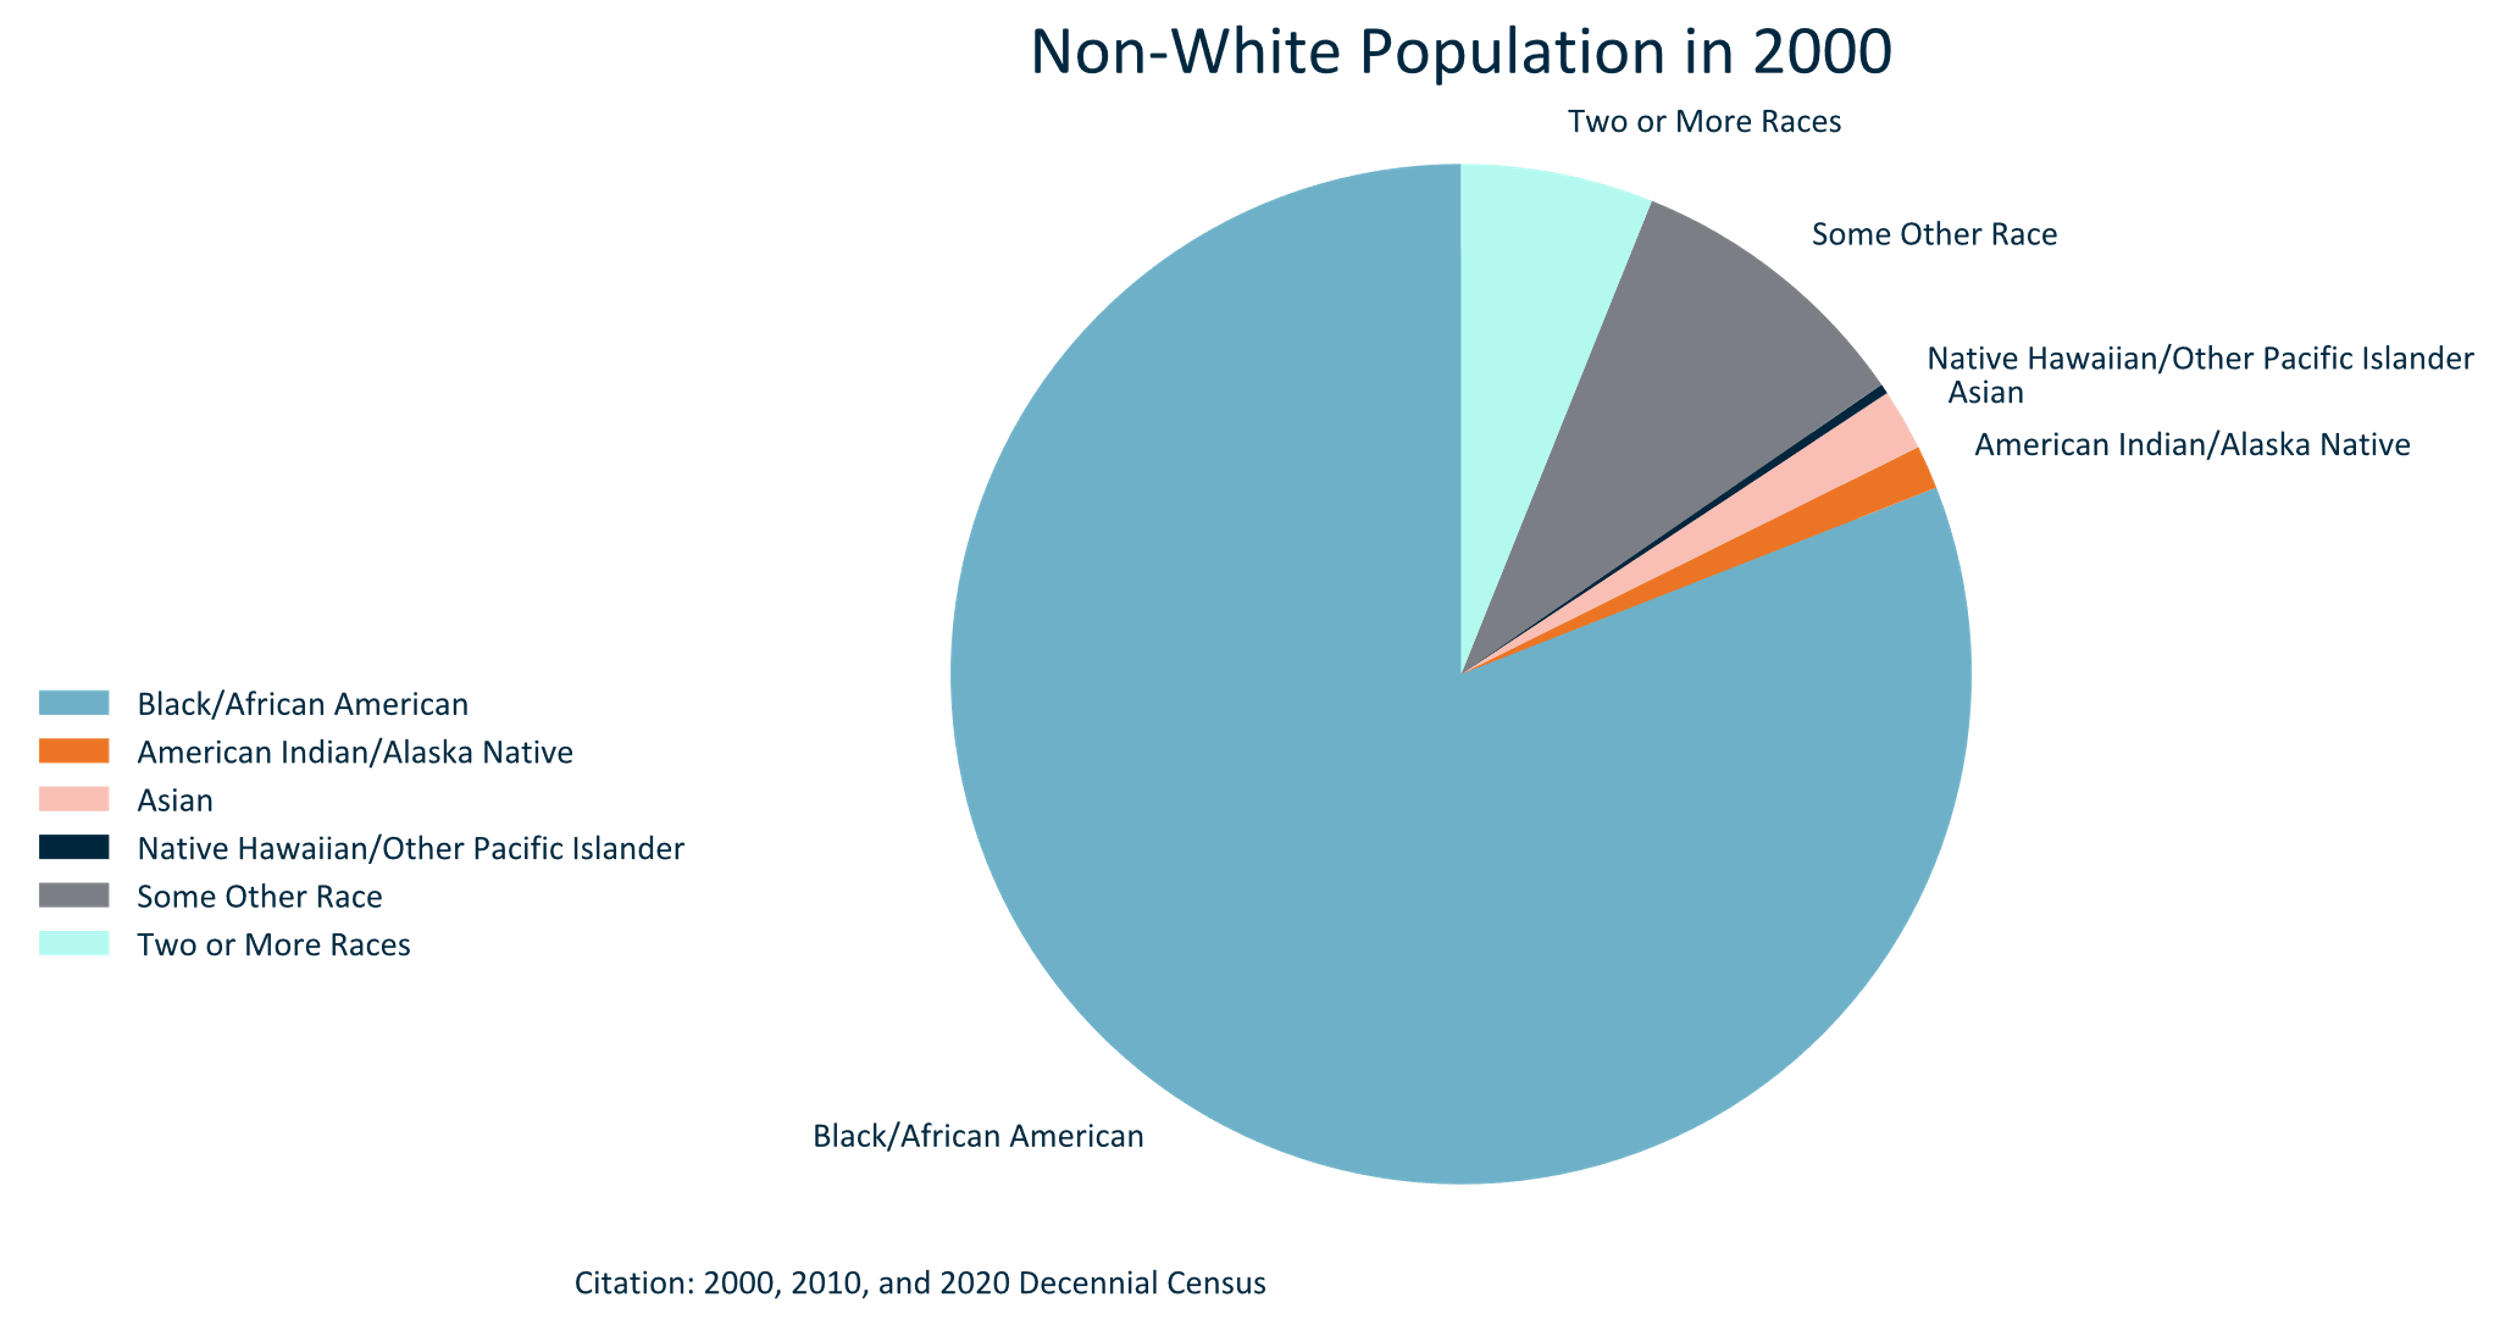 Non-White Population in 2000
Two or More Races
Some Other Race
Native Hawaiian/Other Pacific Islander
Asian
American Indian/Alaska Native
Black/African American
American Indian/Alaska Native
Asian
Native Hawaiian/Other Pacific Islander
Some Other Race
Two or More Races
Black/African American
Citation: 2000, 2010, and 2020 Decennial Census